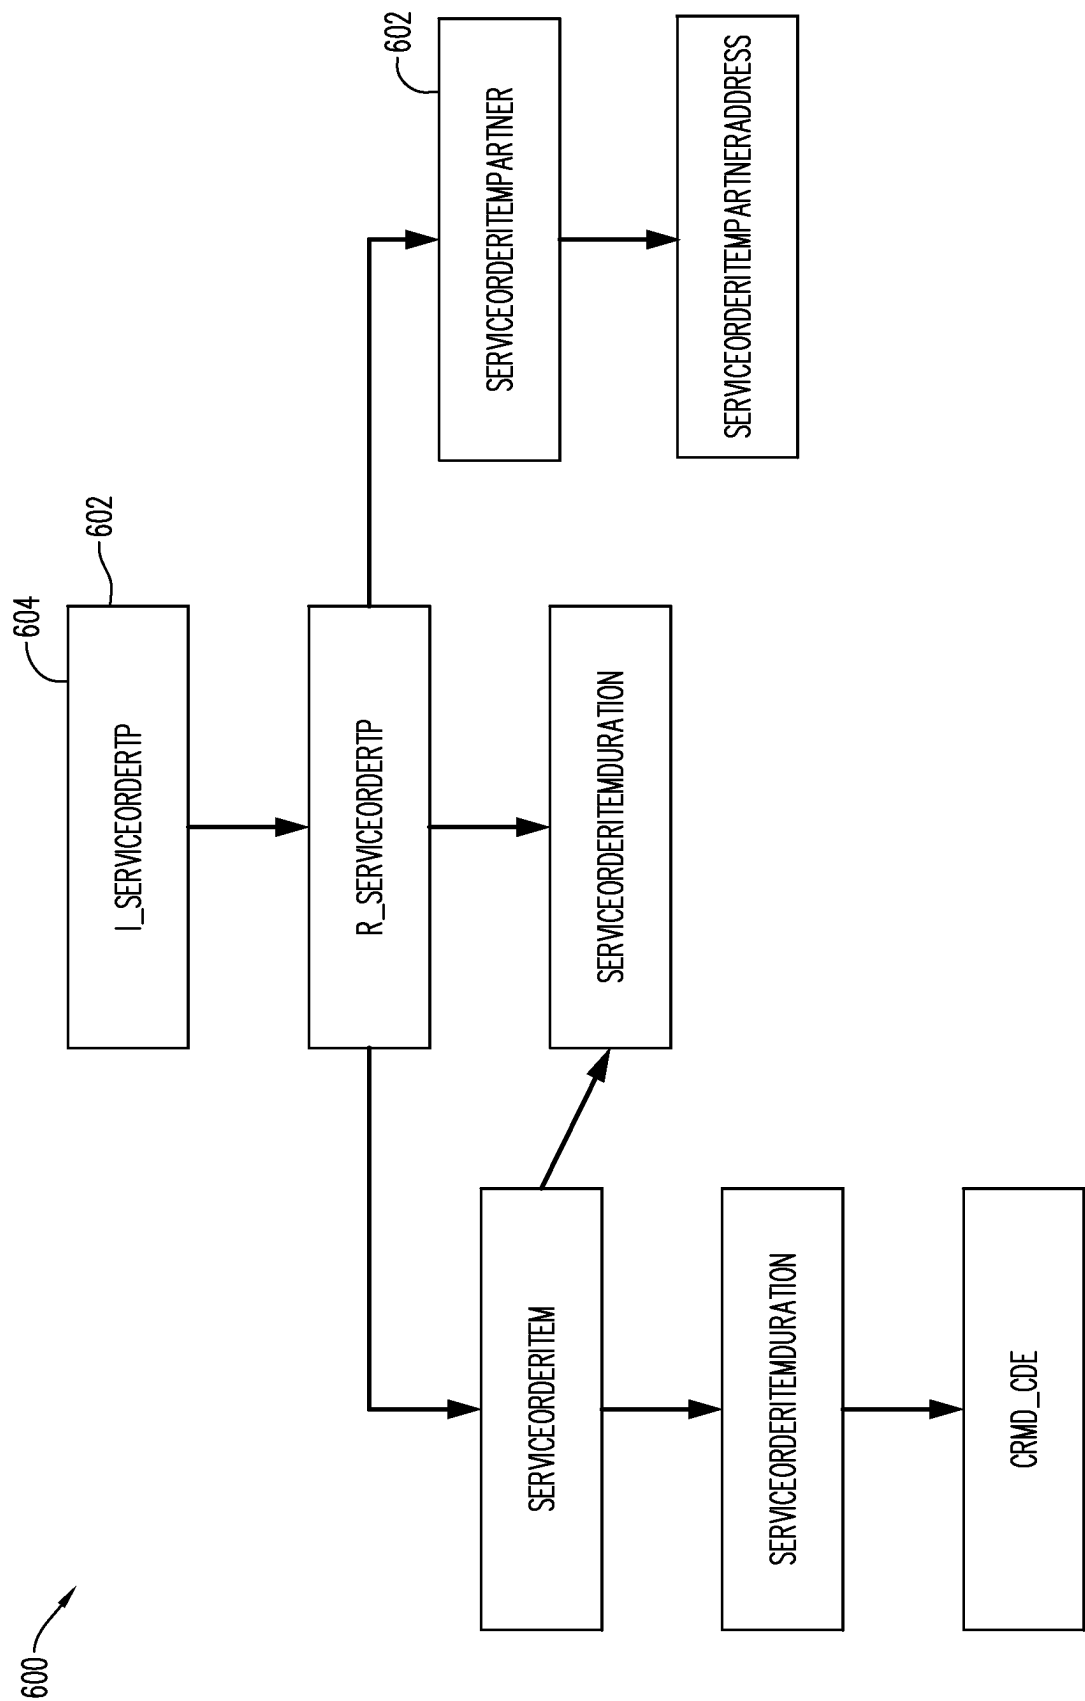 600
604
602
I_SERVICEORDERTP
R_SERVICEORDERTP
602
SERVICEORDERITEM
SERVICEORDERITEMDURATION
SERVICEORDERITEMPARTNER
SERVICEORDERITEMDURATION
SERVICEORDERITEMPARTNERADDRESS
CRMD_CDE